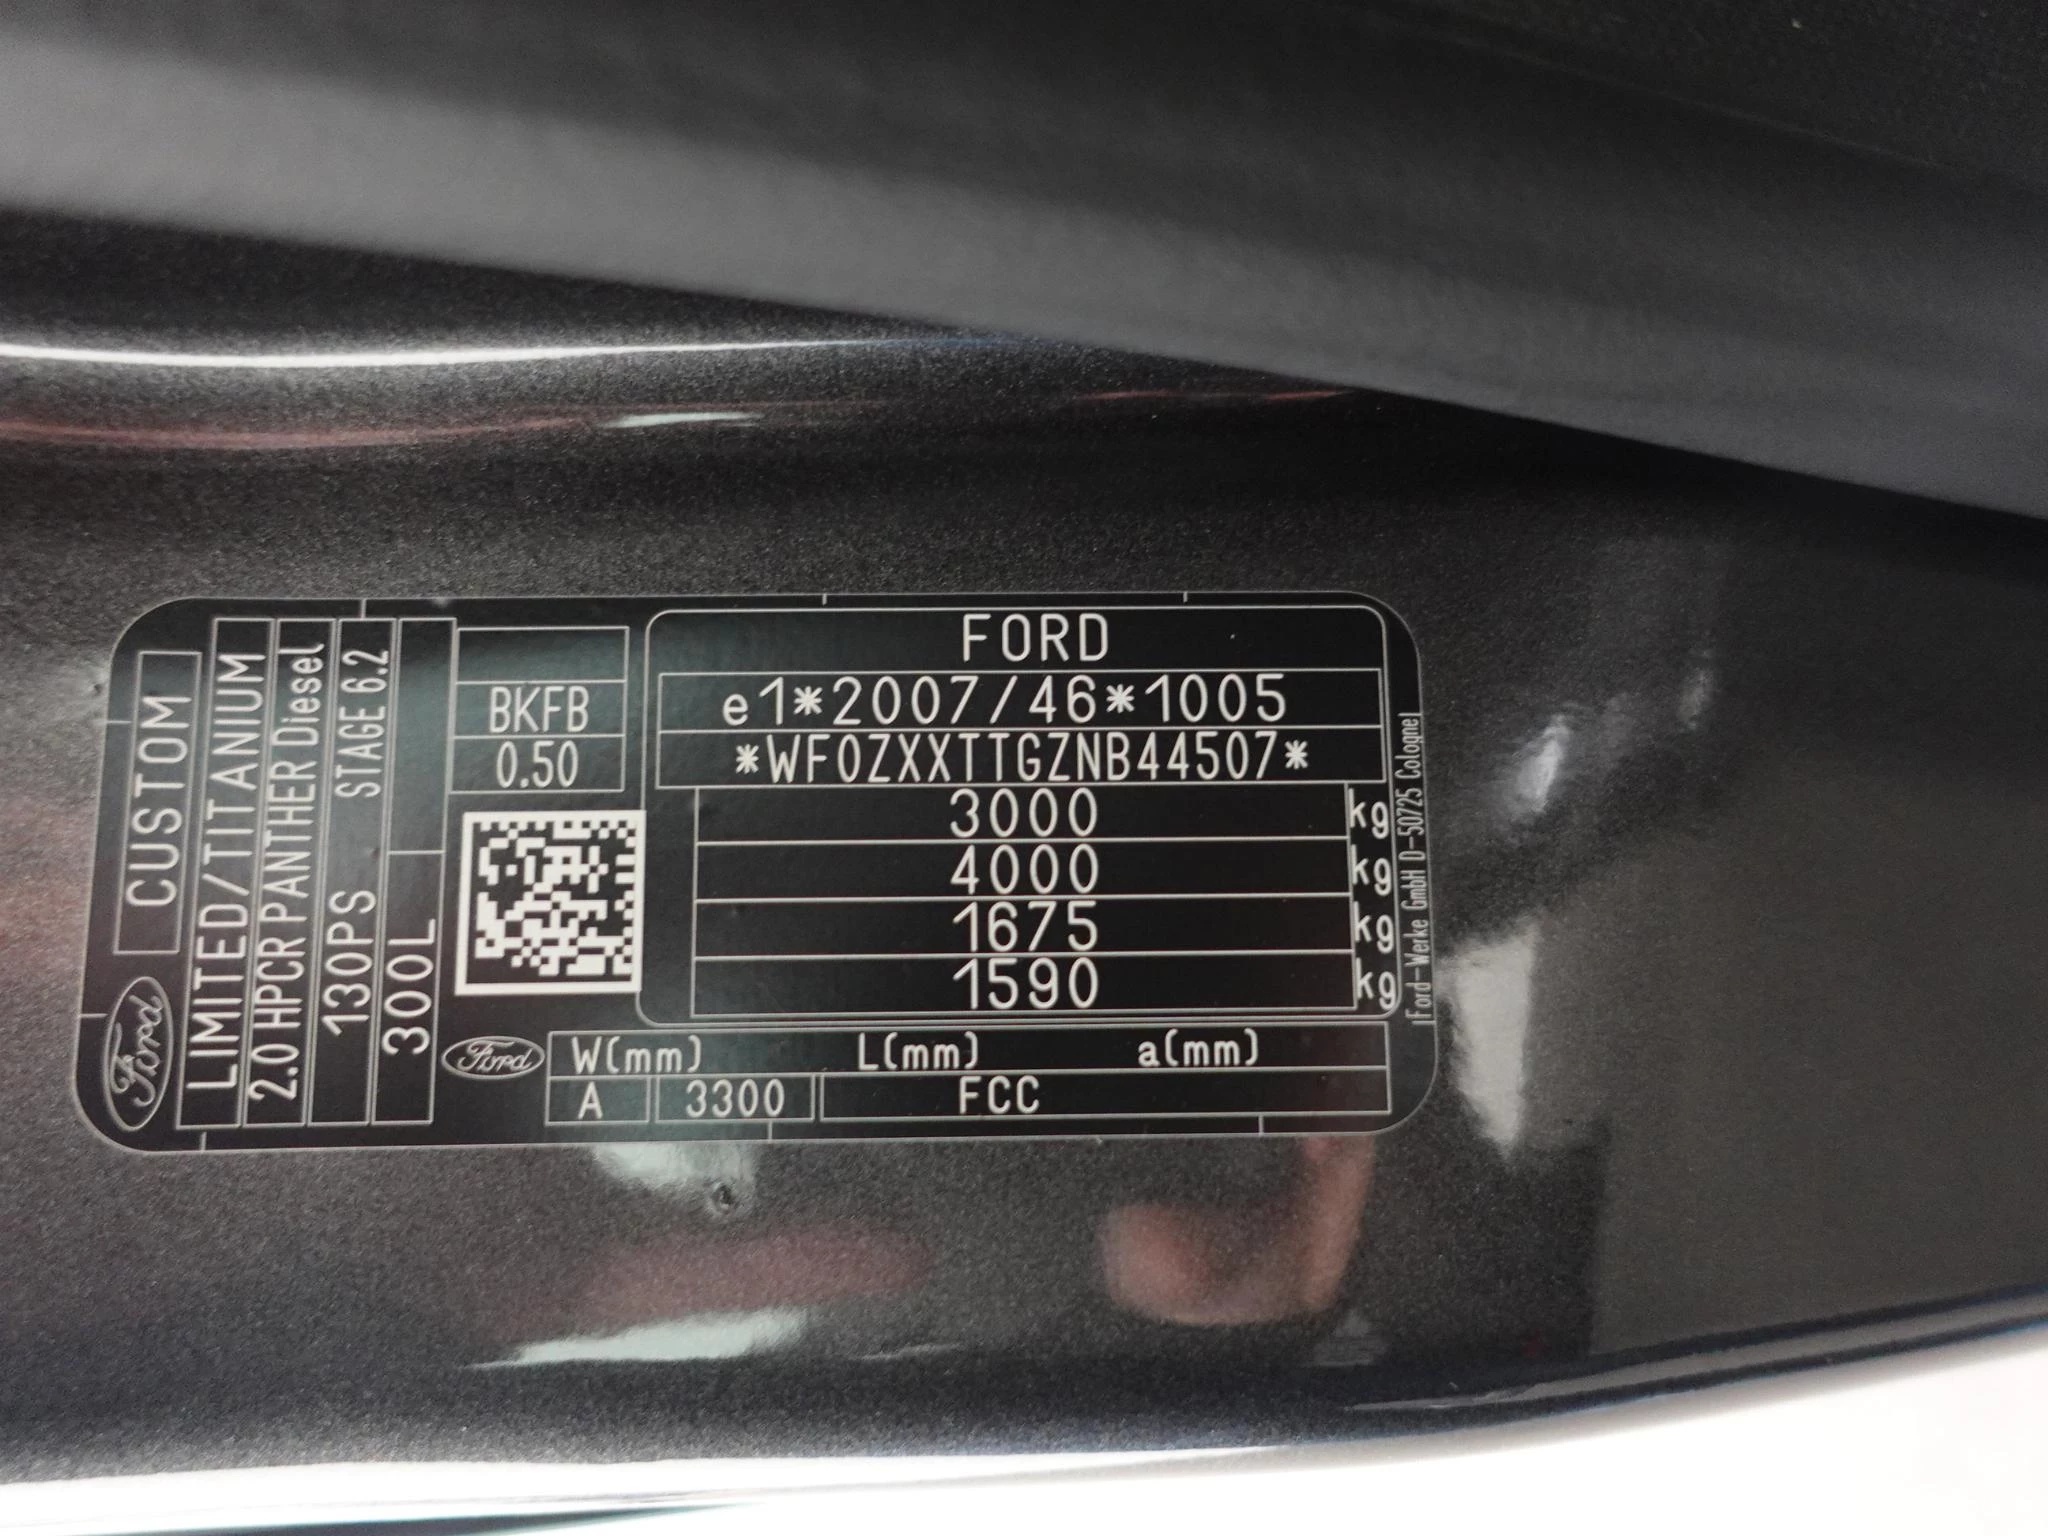 Ford
CUSTOM
LIMITED/TITANIUM
2.0 HPCR PANTHER Diesel
130PS STAGE 6.2
300L
BKFB
0.50
FORD
e1*2007/46*1005
*WF0ZXXTTGZNB44507*
3000 kg
4000 kg
1675 kg
1590 kg
Ford-Werke GmbH D-50725 Cologne
Ford
W(mm) L(mm) a(mm)
A 3300 FCC